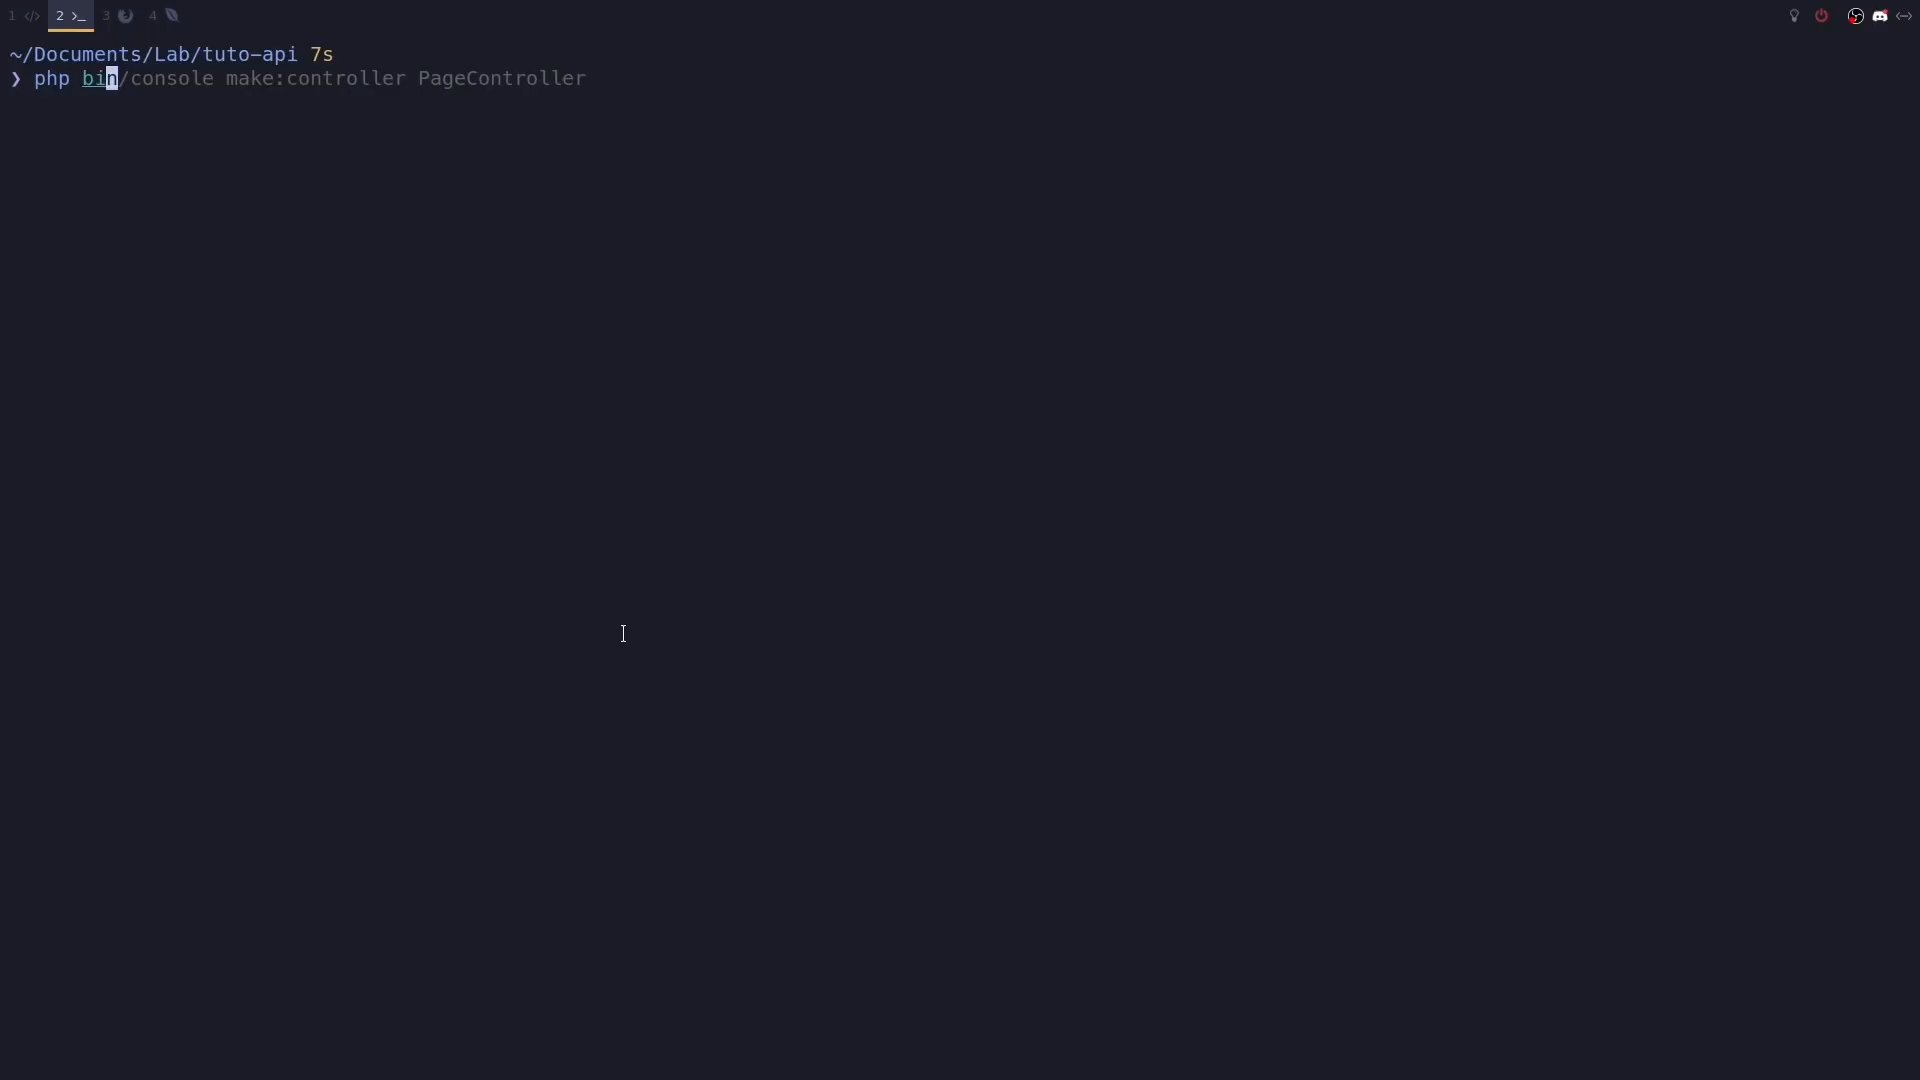 1 </> 2 >_ 3 4
~/Documents/Lab/tuto-api 7s
❯ php bin/console make:controller PageController